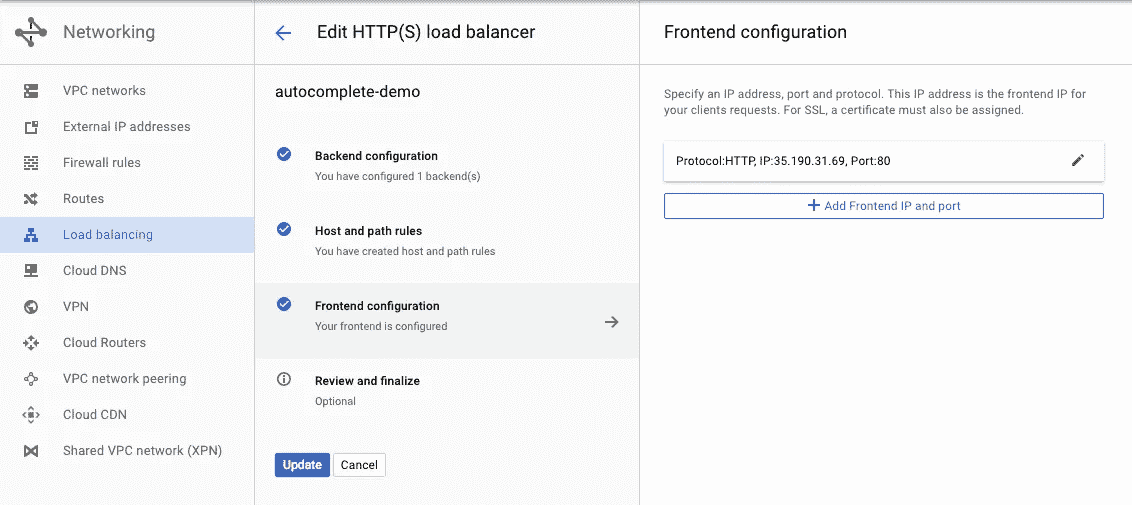 Networking
VPC networks
External IP addresses
Firewall rules
Routes
Load balancing
Cloud DNS
VPN
Cloud Routers
VPC network peering
Cloud CDN
Shared VPC network (XPN)
Edit HTTP(S) load balancer
autocomplete-demo
Backend configuration
You have configured 1 backend(s)
Host and path rules
You have created host and path rules
Frontend configuration
Your frontend is configured
Review and finalize
Optional
Update
Cancel
Frontend configuration
Specify an IP address, port and protocol. This IP address is the frontend IP for
your clients requests. For SSL, a certificate must also be assigned.
Protocol:HTTP, IP:35.190.31.69, Port:80
Add Frontend IP and port